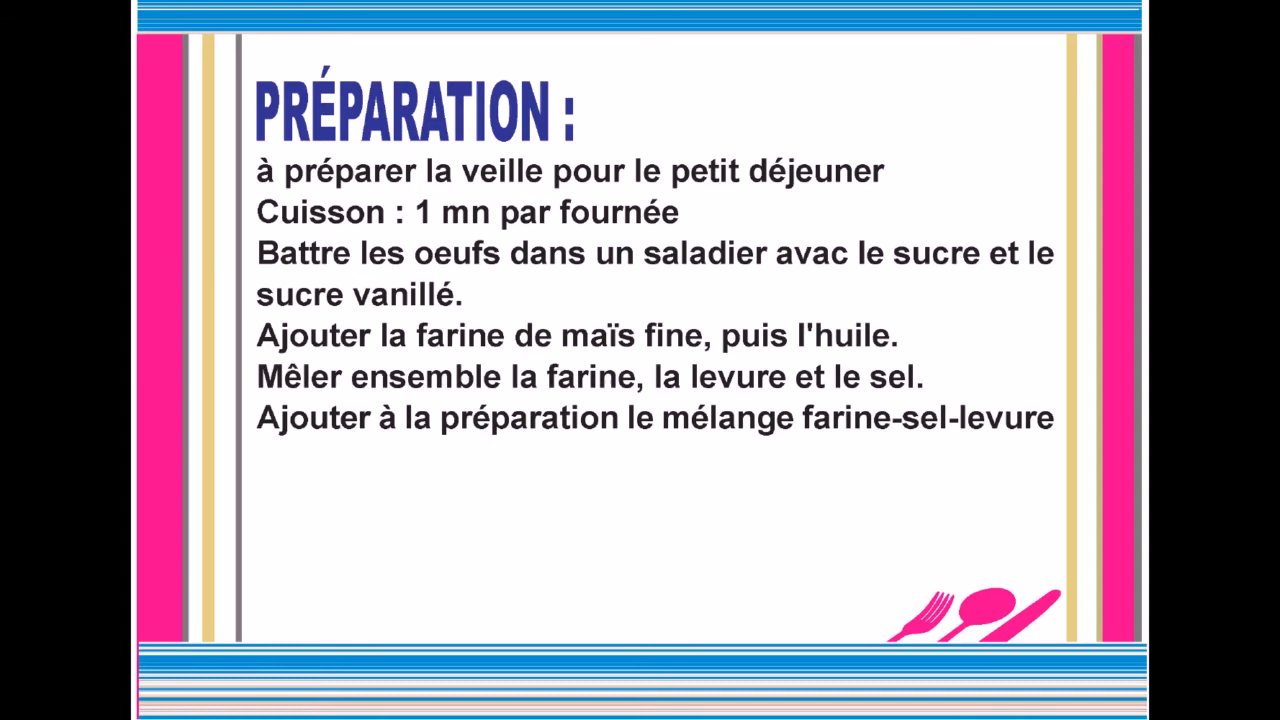 PRÉPARATION :
à préparer la veille pour le petit déjeuner
Cuisson : 1 mn par fournée
Battre les oeufs dans un saladier avac le sucre et le
sucre vanillé.
Ajouter la farine de maïs fine, puis l'huile.
Mêler ensemble la farine, la levure et le sel.
Ajouter à la préparation le mélange farine-sel-levure